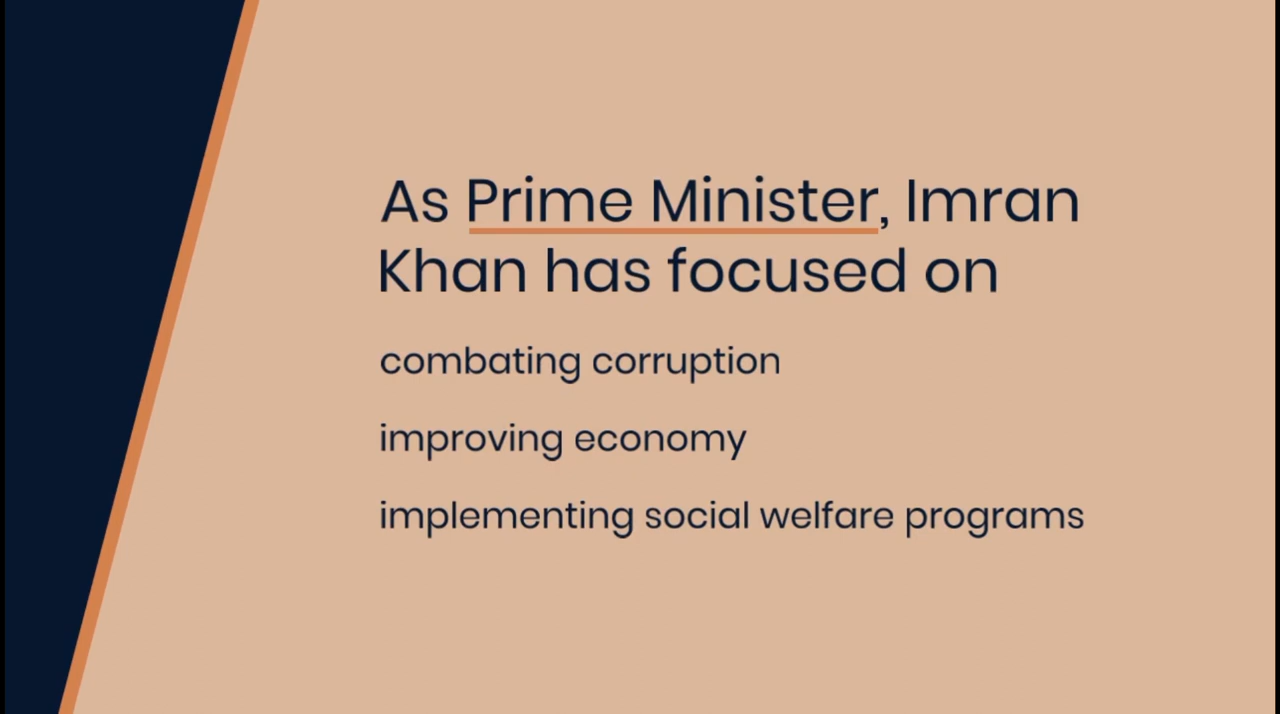 As Prime Minister, Imran
Khan has focused on
combating corruption
improving economy
implementing social welfare programs